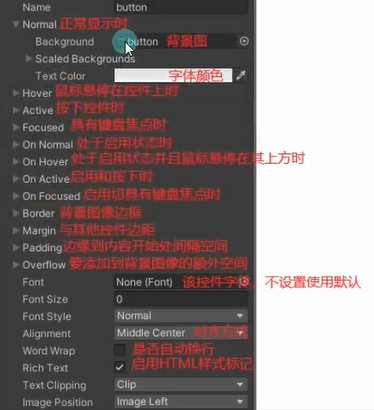 Name button
Normal 正常显示时
Background button 背景图
Scaled Backgrounds
Text Color 字体颜色
Hover 鼠标悬停在控件上时
Active 按下控件时
Focused 具有键盘焦点时
On Normal 处于启用状态时
On Hover 处于启用状态并且鼠标悬停在其上方时
On Active 启用和按下时
On Focused 启用切具有键盘焦点时
Border 背景图像边框
Margin 与其他控件边距
Padding 边缘到内容开始处间隔空间
Overflow 要添加到背景图像的额外空间
Font None (Font) 该控件字体, 不设置使用默认
Font Size 0
Font Style Normal
Alignment Middle Center 对齐方式
Word Wrap 是否自动换行
Rich Text 启用HTML样式标记
Text Clipping Clip
Image Position Image Left